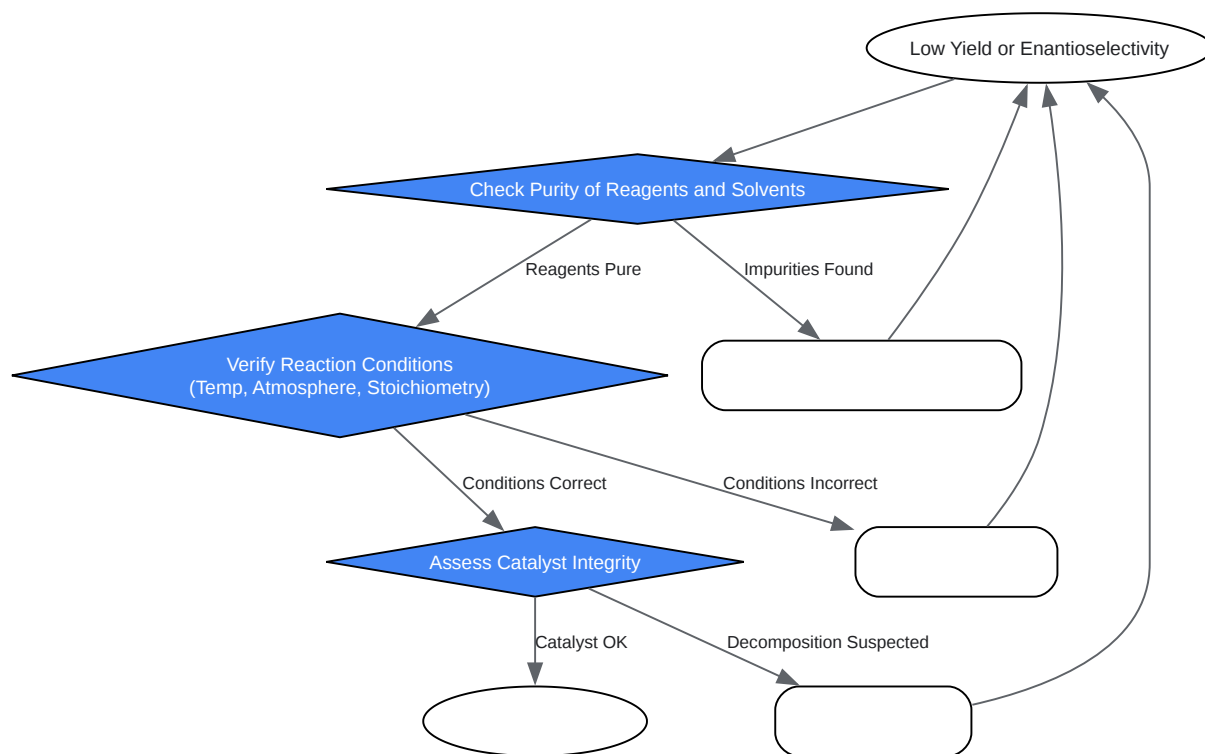 Low Yield or Enantioselectivity
Check Purity of Reagents and Solvents
Reagents Pure
Impurities Found
Verify Reaction Conditions
(Temp, Atmosphere, Stoichiometry)
Conditions Correct
Conditions Incorrect
Assess Catalyst Integrity
Catalyst OK
Decomposition Suspected